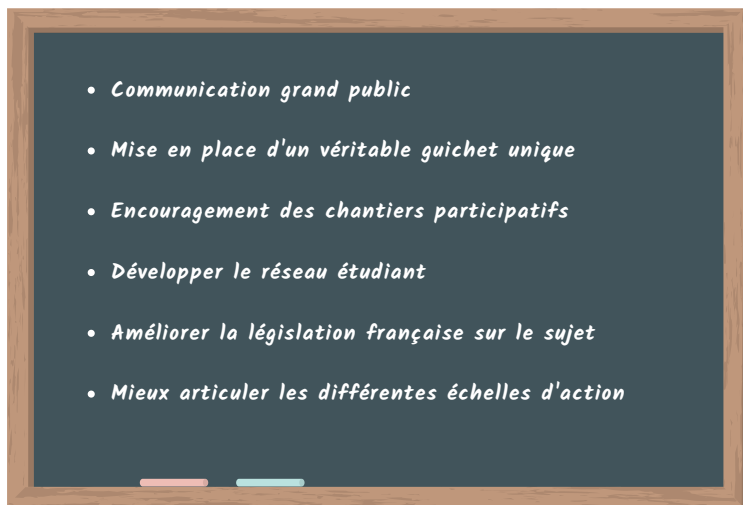 • Communication grand public
• Mise en place d'un véritable guichet unique
• Encouragement des chantiers participatifs
• Développer le réseau étudiant
• Améliorer la législation française sur le sujet
• Mieux articuler les différentes échelles d'action